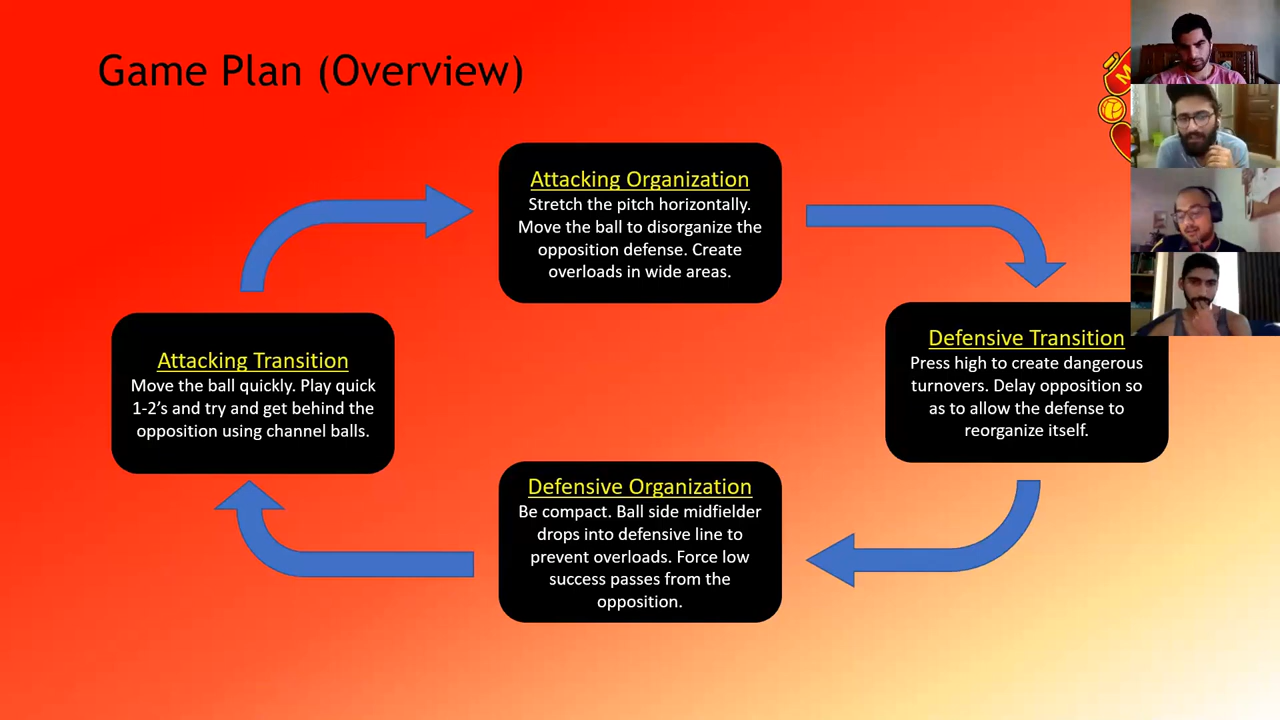 Game Plan (Overview)
M
Attacking Organization
Stretch the pitch horizontally.
Move the ball to disorganize the
opposition defense. Create
overloads in wide areas.
Attacking Transition
Move the ball quickly. Play quick
1-2's and try and get behind the
opposition using channel balls.
Defensive Transition
Press high to create dangerous
turnovers. Delay opposition so
as to allow the defense to
reorganize itself.
Defensive Organization
Be compact. Ball side midfielder
drops into defensive line to
prevent overloads. Force low
success passes from the
opposition.